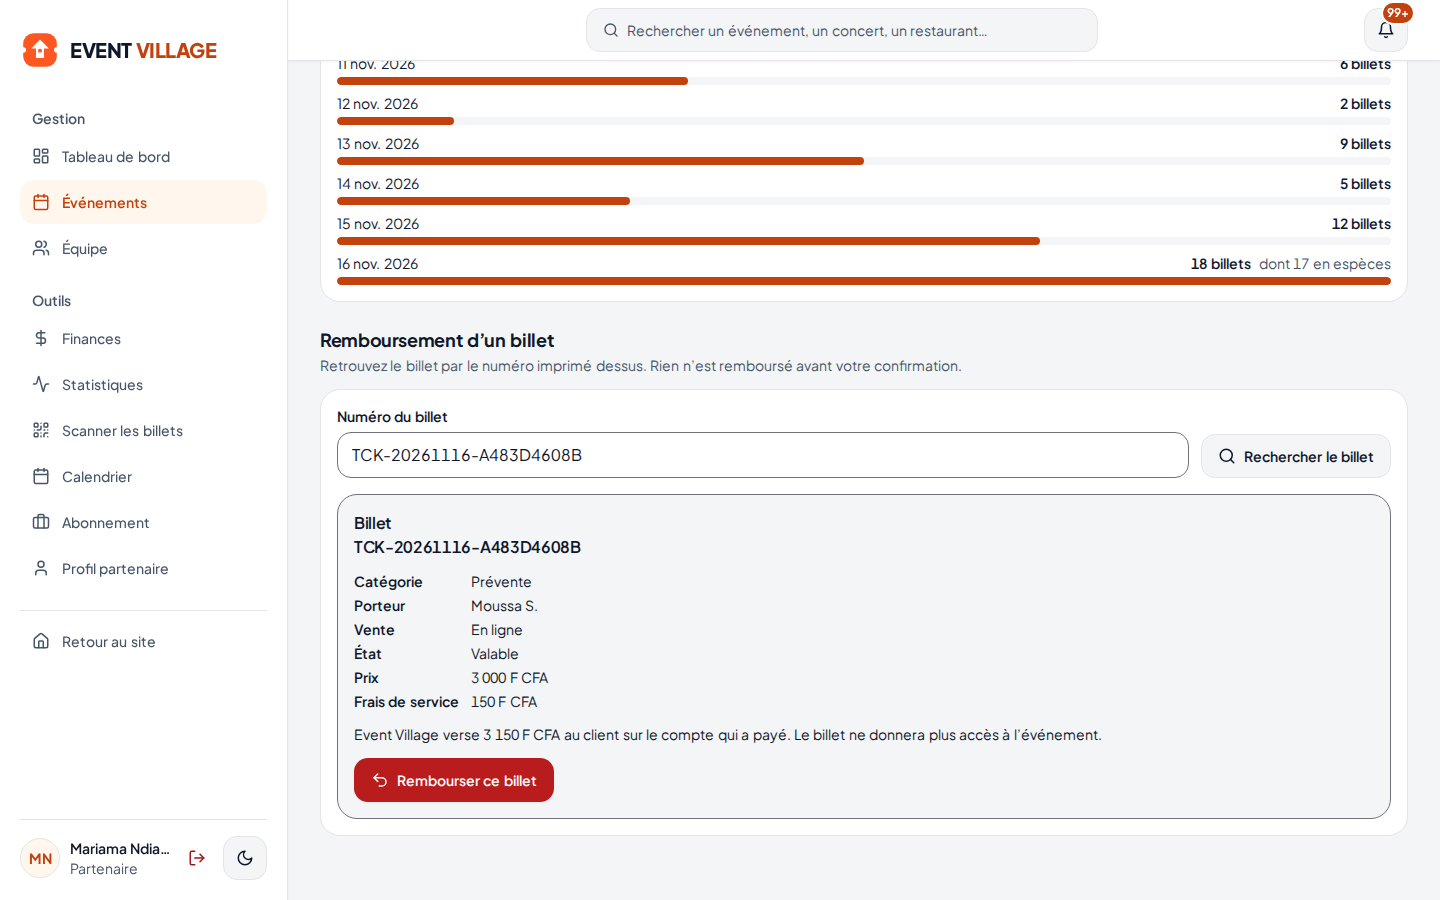 EVENT VILLAGE
Rechercher un événement, un concert, un restaurant…
99+
Gestion
Tableau de bord
Événements
Équipe
Outils
Finances
Statistiques
Scanner les billets
Calendrier
Abonnement
Profil partenaire
Retour au site
MN
Mariama Ndia…
Partenaire
11 nov. 2026 6 billets
12 nov. 2026 2 billets
13 nov. 2026 9 billets
14 nov. 2026 5 billets
15 nov. 2026 12 billets
16 nov. 2026 18 billets dont 17 en espèces
Remboursement d’un billet
Retrouvez le billet par le numéro imprimé dessus. Rien n’est remboursé avant votre confirmation.
Numéro du billet
TCK-20261116-A483D4608B
Rechercher le billet
Billet
TCK-20261116-A483D4608B
Catégorie Prévente
Porteur Moussa S.
Vente En ligne
État Valable
Prix 3 000 F CFA
Frais de service 150 F CFA
Event Village verse 3 150 F CFA au client sur le compte qui a payé. Le billet ne donnera plus accès à l’événement.
Rembourser ce billet